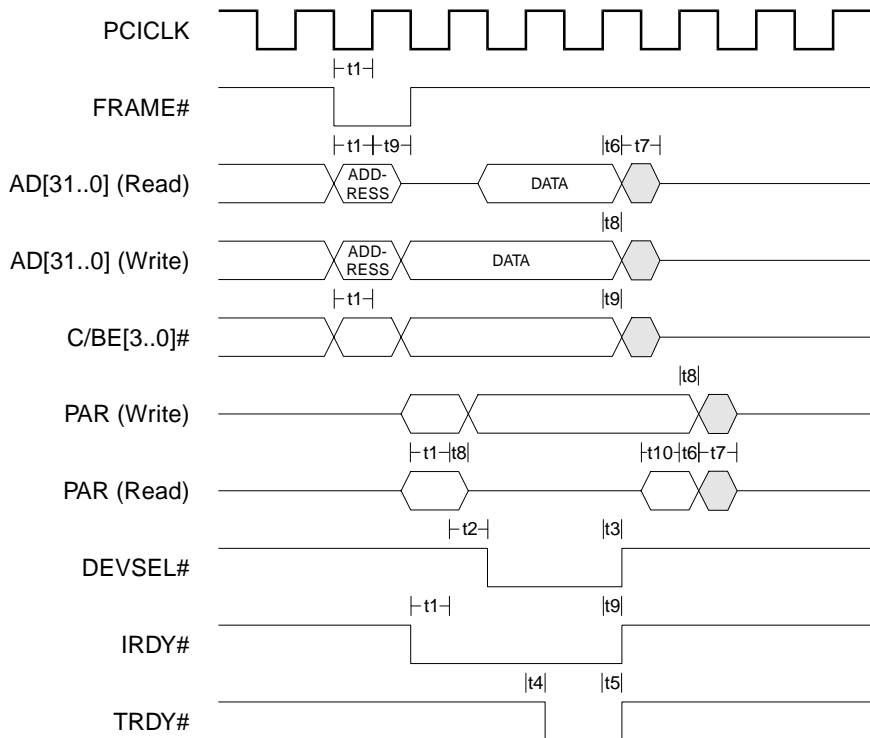 PCICLK
t1
FRAME#
t1 t9 t6 t7
AD[31..0] (Read)
ADD-
RESS
DATA
t8
AD[31..0] (Write)
ADD-
RESS
DATA
t1 t9
C/BE[3..0]#
t8
PAR (Write)
t1 t8 t10 t6 t7
PAR (Read)
t2 t3
DEVSEL#
t1 t9
IRDY#
t4 t5
TRDY#